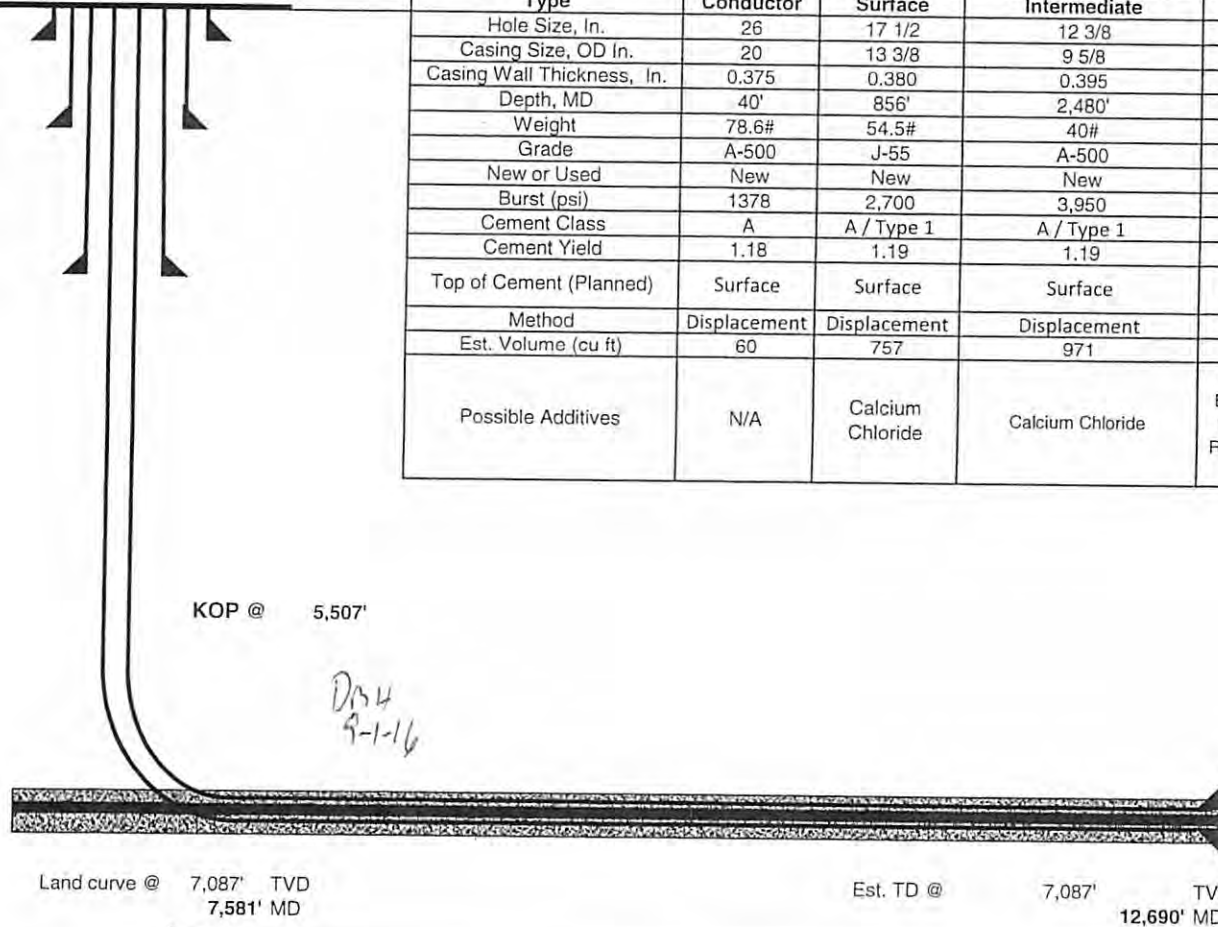 Type Conductor Surface Intermediate
Hole Size, In. 26 17 1/2 12 3/8
Casing Size, OD In. 20 13 3/8 9 5/8
Casing Wall Thickness, In. 0.375 0.380 0.395
Depth, MD 40' 856' 2,480'
Weight 78.6# 54.5# 40#
Grade A-500 J-55 A-500
New or Used New New New
Burst (psi) 1378 2,700 3,950
Cement Class A A / Type 1 A / Type 1
Cement Yield 1.18 1.19 1.19
Top of Cement (Planned) Surface Surface Surface
Method Displacement Displacement Displacement
Est. Volume (cu ft) 60 757 971
Possible Additives N/A Calcium Chloride Calcium Chloride
KOP @ 5,507'
9-1-16
Land curve @ 7,087' TVD
7,581' MD
Est. TD @ 7,087' TV
12,690' MD